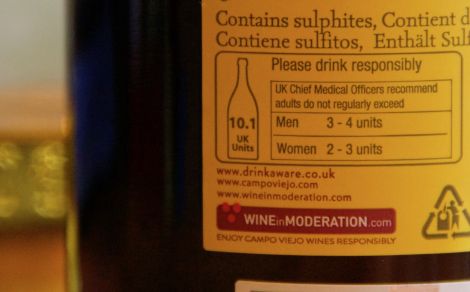 Contains sulphites, Contient d
Contiene sulfitos, Enthält Sulf
Please drink responsibly
UK Chief Medical Officers recommend
adults do not regularly exceed
10.1
UK
Units
Men 3 - 4 units
Women 2 - 3 units
www.drinkaware.co.uk
www.campoviejo.com
www.wineinmoderation.com
WINEinMODERATION.com
ENJOY CAMPO VIEJO WINES RESPONSIBLY